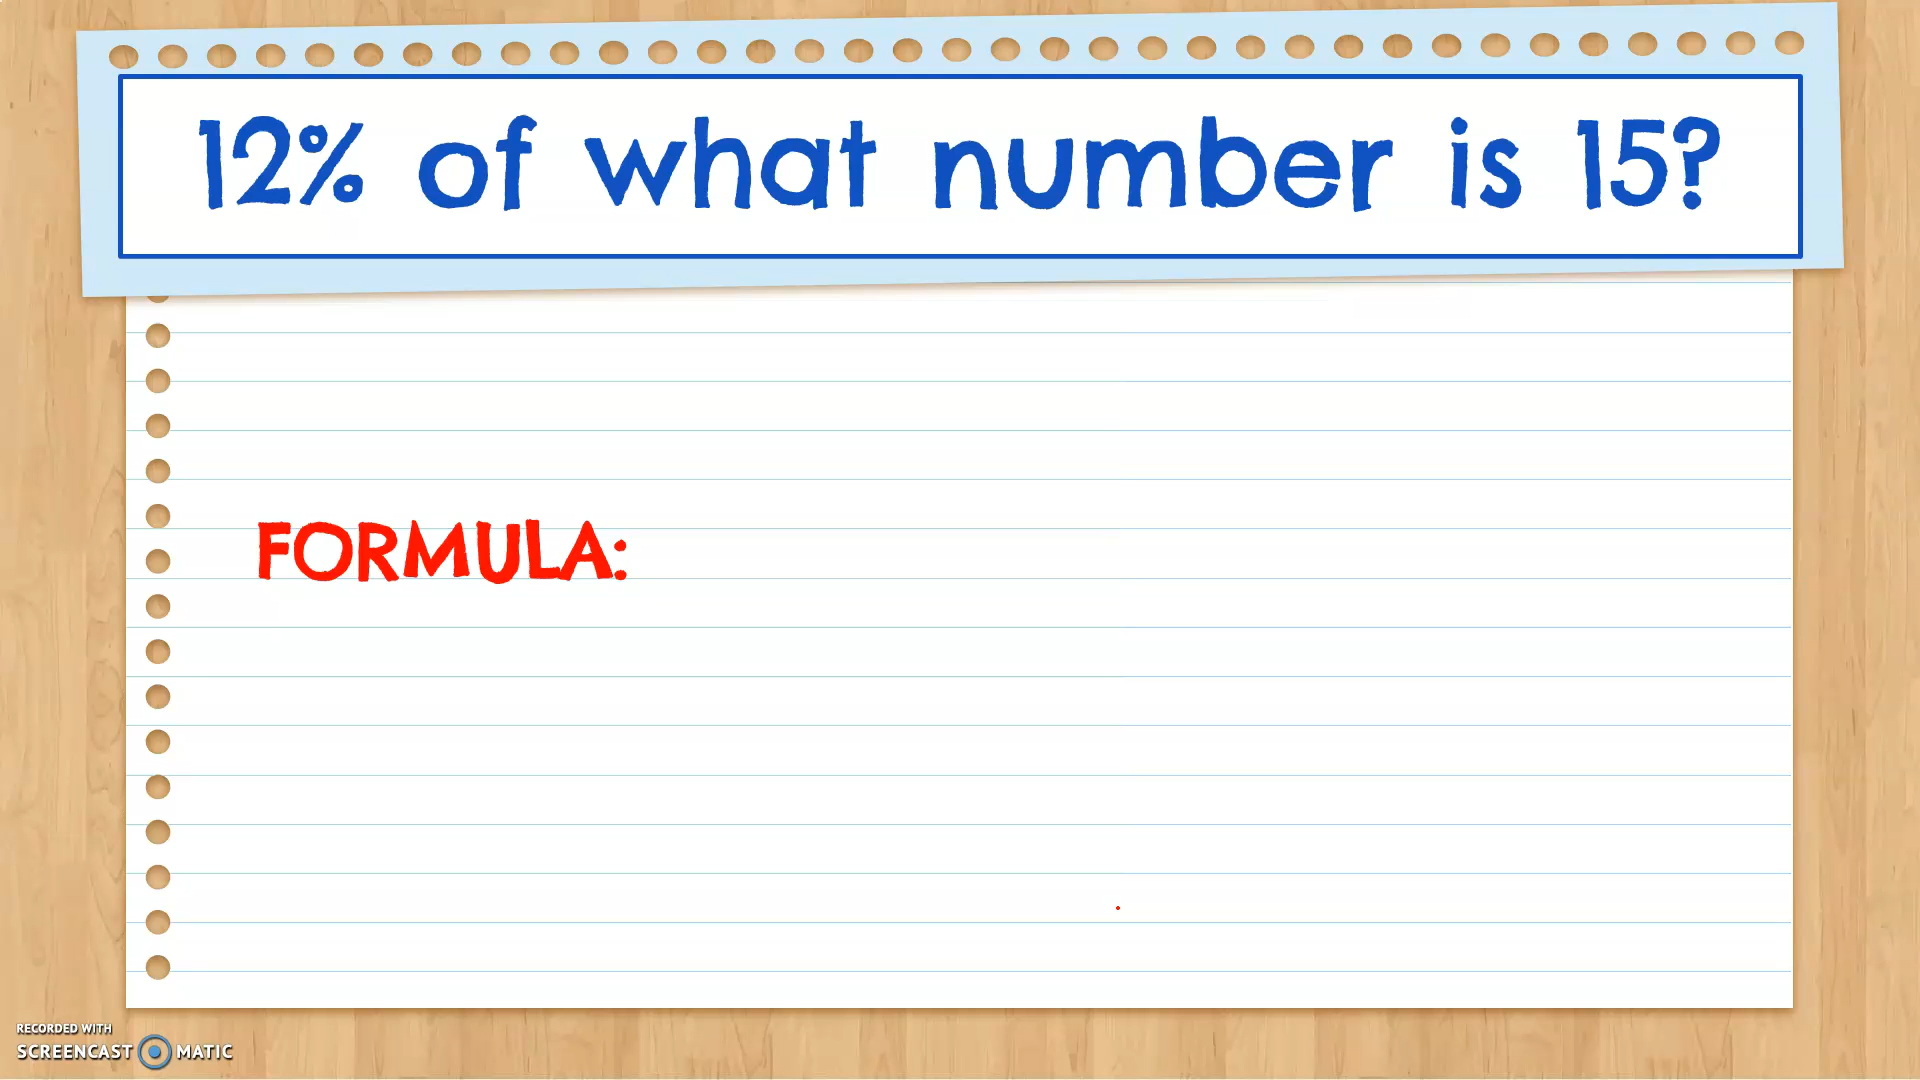 12% of what number is 15?
FORMULA:
RECORDED WITH
SCREENCAST MATIC